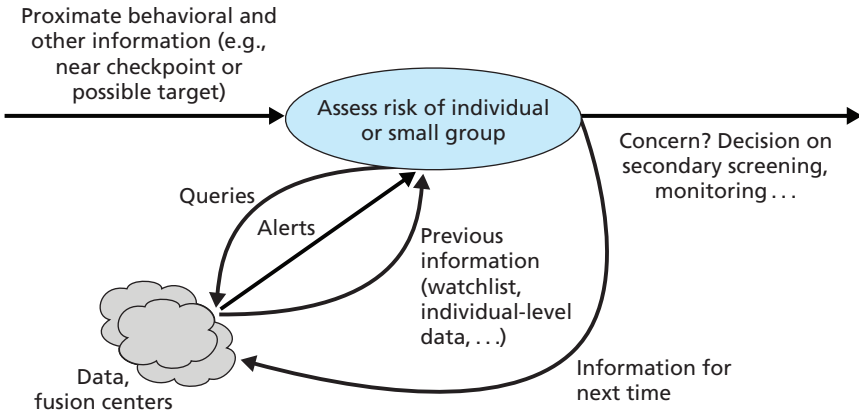 Proximate behavioral and
other information (e.g.,
near checkpoint or
possible target)
Assess risk of individual
or small group
Concern? Decision on
secondary screening,
monitoring . . .
Queries
Alerts
Previous
information
(watchlist,
individual-level
data, . . .)
Data,
fusion centers
Information for
next time